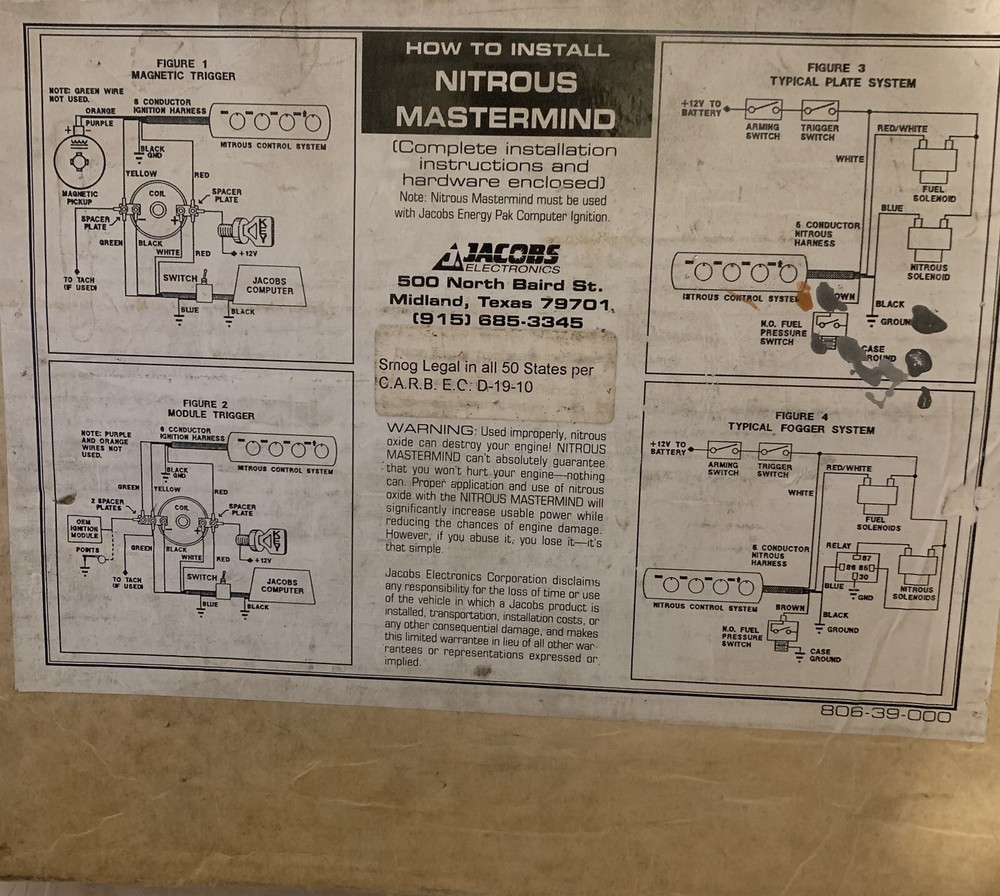 FIGURE 1
MAGNETIC TRIGGER
NOTE: GREEN WIRE
NOT USED.
ORANGE
PURPLE
6 CONDUCTOR
IGNITION HARNESS
NITROUS CONTROL SYSTEM
BLACK
GND
YELLOW
RED
MAGNETIC
PICKUP
COIL
SPACER
PLATE
SPACER
PLATE
KEY
+12V
GREEN
BLACK
WHITE
RED
TO TACH
(IF USED)
SWITCH
JACOBS
COMPUTER
BLUE
BLACK
FIGURE 2
MODULE TRIGGER
NOTE: PURPLE
AND ORANGE
WIRES NOT
USED.
6 CONDUCTOR
IGNITION HARNESS
NITROUS CONTROL SYSTEM
BLACK
GND
GREEN
YELLOW
RED
2 SPACER
PLATES
COIL
SPACER
PLATE
OEM
IGNITION
MODULE
POINTS
KEY
+12V
GREEN
BLACK
WHITE
RED
TO TACH
(IF USED)
SWITCH
JACOBS
COMPUTER
BLUE
BLACK
HOW TO INSTALL
NITROUS
MASTERMIND
(Complete installation
instructions and
hardware enclosed)
Note: Nitrous Mastermind must be used
with Jacobs Energy Pak Computer Ignition.
JACOBS
ELECTRONICS
500 North Baird St.
Midland, Texas 79701
(915) 685-3345
Smog Legal in all 50 States per
C.A.R.B. E.O. D-19-10
WARNING: Used improperly, nitrous
oxide can destroy your engine! NITROUS
MASTERMIND can't absolutely guarantee
that you won't hurt your engine—nothing
can. Proper application and use of nitrous
oxide with the NITROUS MASTERMIND will
significantly increase usable power while
reducing the chances of engine damage.
However, if you abuse it, you lose it—it's
that simple.
Jacobs Electronics Corporation disclaims
any responsibility for the loss of time or use
of the vehicle in which a Jacobs product is
installed, transportation, installation costs, or
any other consequential damage, and makes
this limited warrantee in lieu of all other war-
rantees or representations expressed or
implied.
FIGURE 3
TYPICAL PLATE SYSTEM
+12V TO
BATTERY
ARMING
SWITCH
TRIGGER
SWITCH
RED/WHITE
WHITE
FUEL
SOLENOID
BLUE
6 CONDUCTOR
NITROUS
HARNESS
NITROUS
SOLENOID
NITROUS CONTROL SYSTEM
OWN
BLACK
GROUN
N.O. FUEL
PRESSURE
SWITCH
CASE
GROUND
FIGURE 4
TYPICAL FOGGER SYSTEM
+12V TO
BATTERY
ARMING
SWITCH
TRIGGER
SWITCH
RED/WHITE
WHITE
FUEL
SOLENOIDS
RELAY
87
86 85
30
6 CONDUCTOR
NITROUS
HARNESS
BLUE
GND
NITROUS
SOLENOIDS
NITROUS CONTROL SYSTEM
BROWN
BLACK
GROUND
N.O. FUEL
PRESSURE
SWITCH
CASE
GROUND
806-39-000